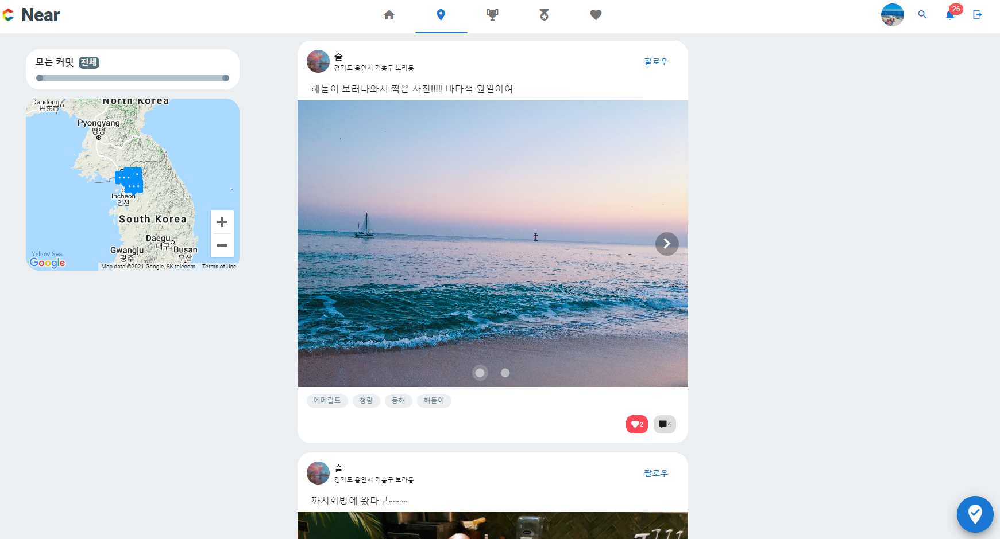 Near
26
모든 커밋 전체
North Korea
Dandong
丹东市
Pyongyang
평양
Incheon
인천
South Korea
Daegu
대구
Gwangju
광주
Busan
부산
Yellow Sea
Google
Map data ©2021 Google, SK telecom
Terms of Use
슬
경기도 용인시 기흥구 보라동
팔로우
해돋이 보러나와서 찍은 사진!!!!! 바다색 뭔일이여
에메랄드 청량 동해 해돋이
2 4
슬
경기도 용인시 기흥구 보라동
팔로우
까치화방에 왔다구~~~